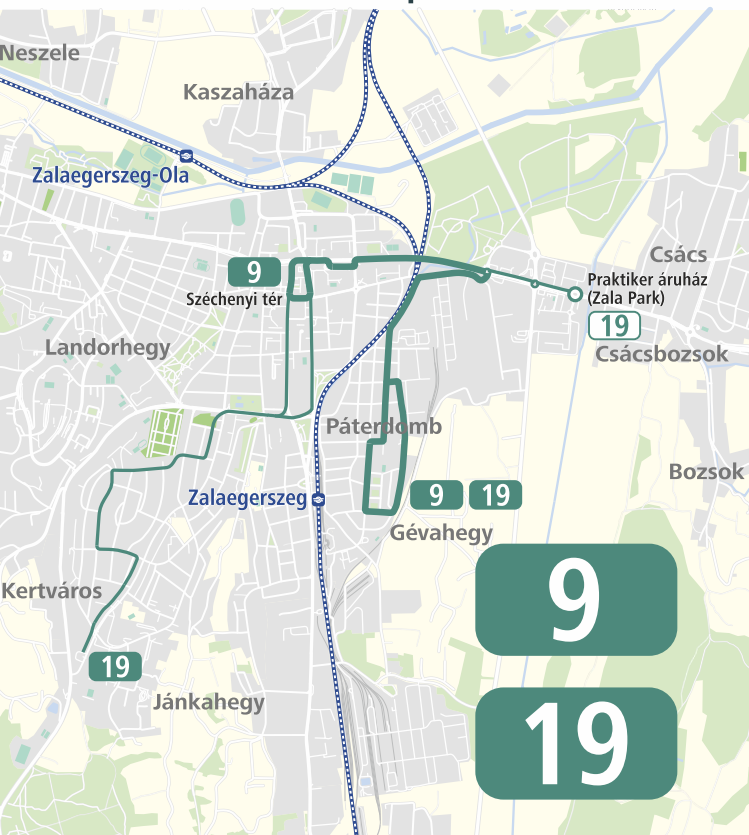 Neszele
Kaszaháza
Zalaegerszeg-Ola
Csács
9
Széchenyi tér
Praktiker áruház
(Zala Park)
19
Landorhegy
Csácsbozsok
Páterdomb
Bozsok
Zalaegerszeg
9 19
Gévahegy
9
Kertváros
19
Jánkahegy
19